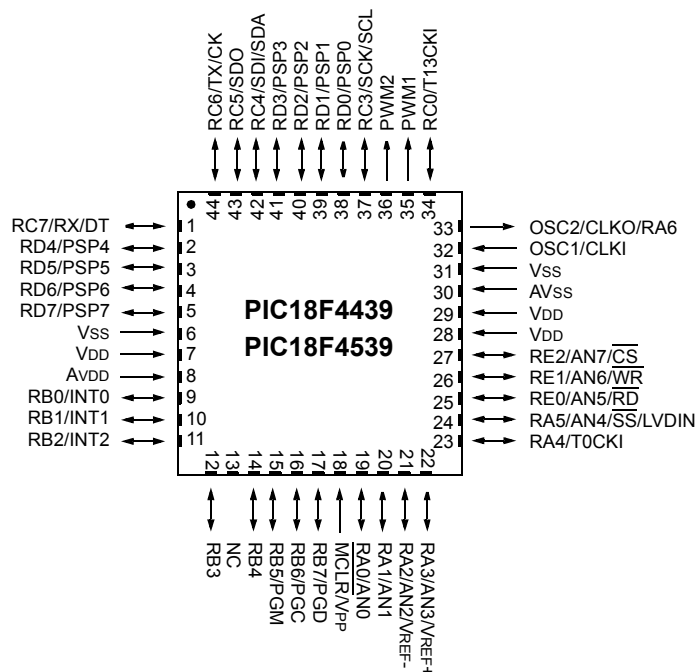 RC6/TX/CK
RC5/SDO
RC4/SDI/SDA
RD3/PSP3
RD2/PSP2
RD1/PSP1
RD0/PSP0
RC3/SCK/SCL
PWM2
PWM1
RC0/T13CKI
44
43
42
41
40
39
38
37
36
35
34
RC7/RX/DT 1
RD4/PSP4 2
RD5/PSP5 3
RD6/PSP6 4
RD7/PSP7 5
VSS 6
VDD 7
AVDD 8
RB0/INT0 9
RB1/INT1 10
RB2/INT2 11
PIC18F4439
PIC18F4539
33 OSC2/CLKO/RA6
32 OSC1/CLKI
31 VSS
30 AVSS
29 VDD
28 VDD
27 RE2/AN7/CS
26 RE1/AN6/WR
25 RE0/AN5/RD
24 RA5/AN4/SS/LVDIN
23 RA4/T0CKI
12
13
14
15
16
17
18
19
20
21
22
RB3
NC
RB4
RB5/PGM
RB6/PGC
RB7/PGD
MCLR/VPP
RA0/AN0
RA1/AN1
RA2/AN2/VREF-
RA3/AN3/VREF+